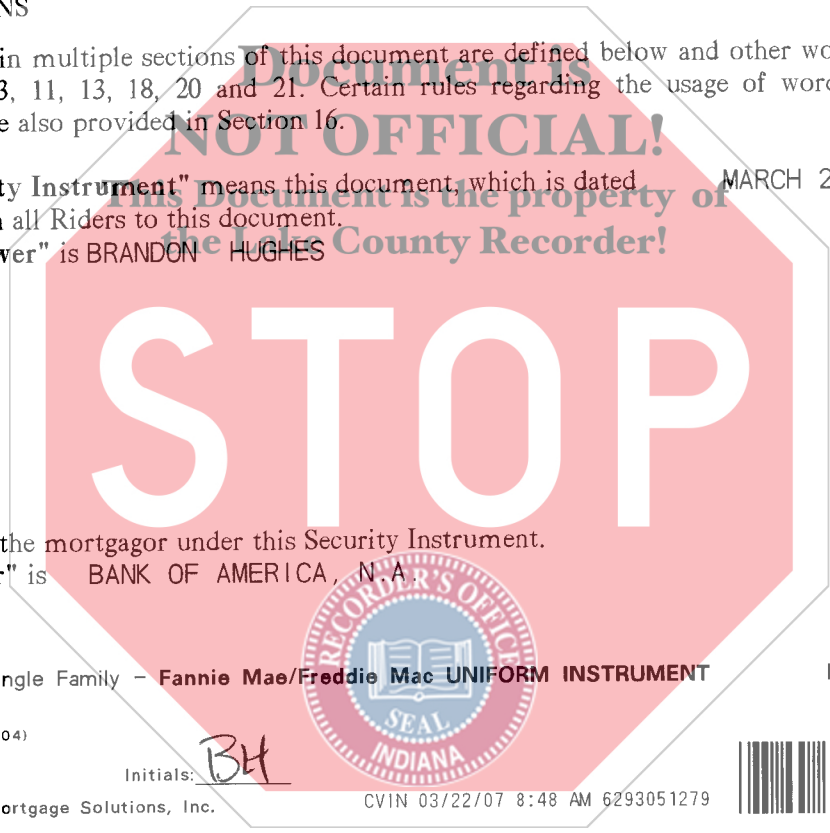 NS
in multiple sections of this document are defined below and other wo
3, 11, 13, 18, 20 and 21. Certain rules regarding the usage of word
e also provided in Section 16.
Document is
NOT OFFICIAL!
This Document is the property of
the Lake County Recorder!
ty Instrument" means this document, which is dated MARCH 2
all Riders to this document.
wer" is BRANDON HUGHES
STOP
the mortgagor under this Security Instrument.
r" is BANK OF AMERICA, N.A.
RECORDER'S OFFICE
SEAL
INDIANA
ngle Family - Fannie Mae/Freddie Mac UNIFORM INSTRUMENT
04)
Initials: BH
ortgage Solutions, Inc.
CVIN 03/22/07 8:48 AM 6293051279